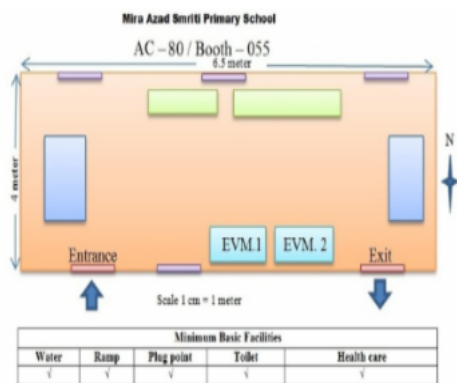 Mira Azad Smriti Primary School
AC – 80 / Booth – 055
6.5 meter
4 meter
N
EVM.1 EVM. 2
Entrance Exit
Scale 1 cm = 1 meter
Minimum Basic Facilities
Water Ramp Plug point Toilet Health care
√ √ √ √ √